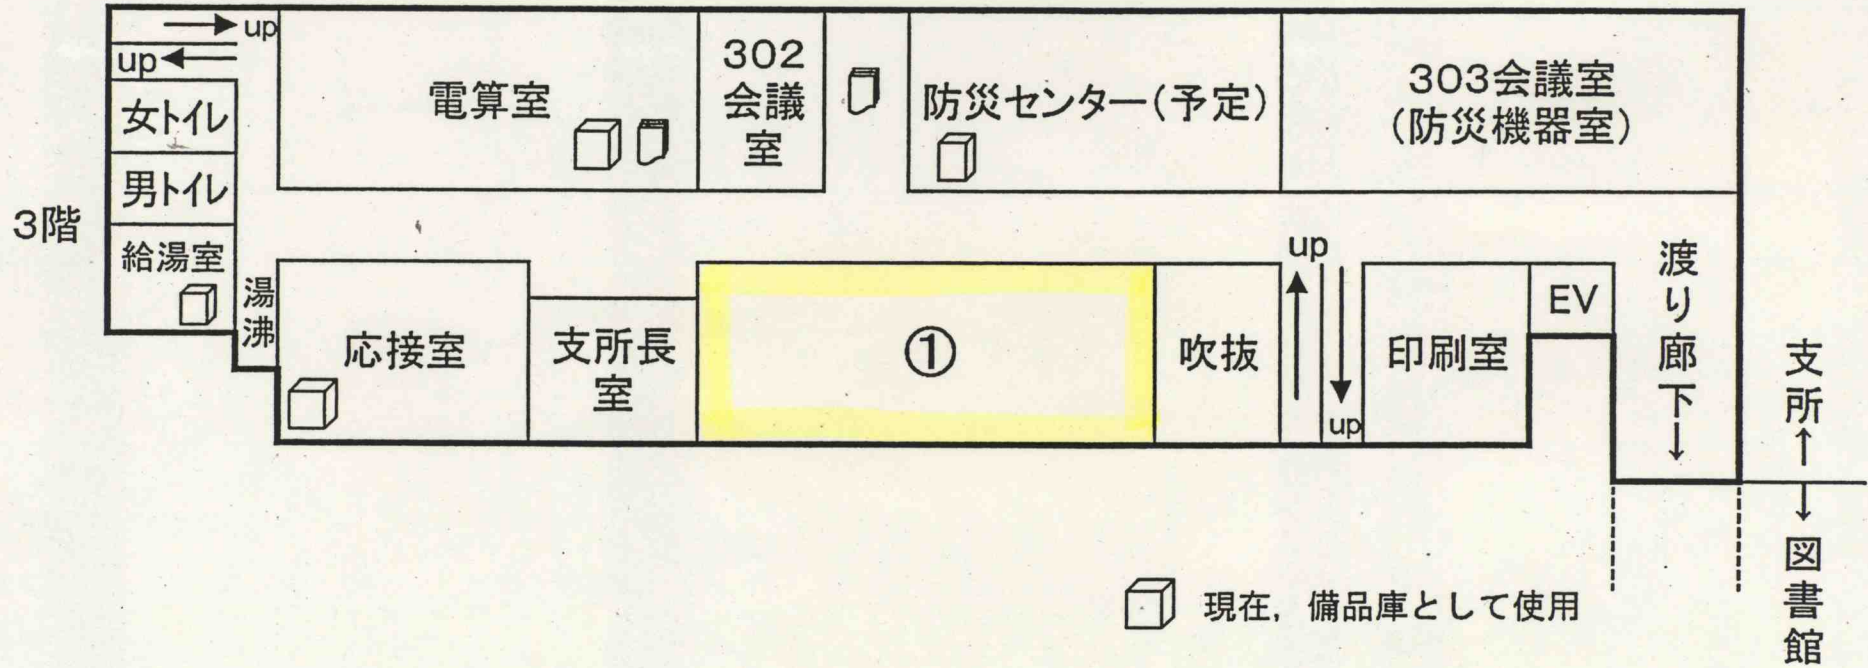 3階
up
up
女トイレ
男トイレ
給湯室
湯沸
電算室
302
会議
室
防災センター(予定)
303会議室
(防災機器室)
応接室
支所長
室
①
吹抜
up
up
印刷室
EV
渡り廊下→
支所↑
↓図書館
現在,備品庫として使用